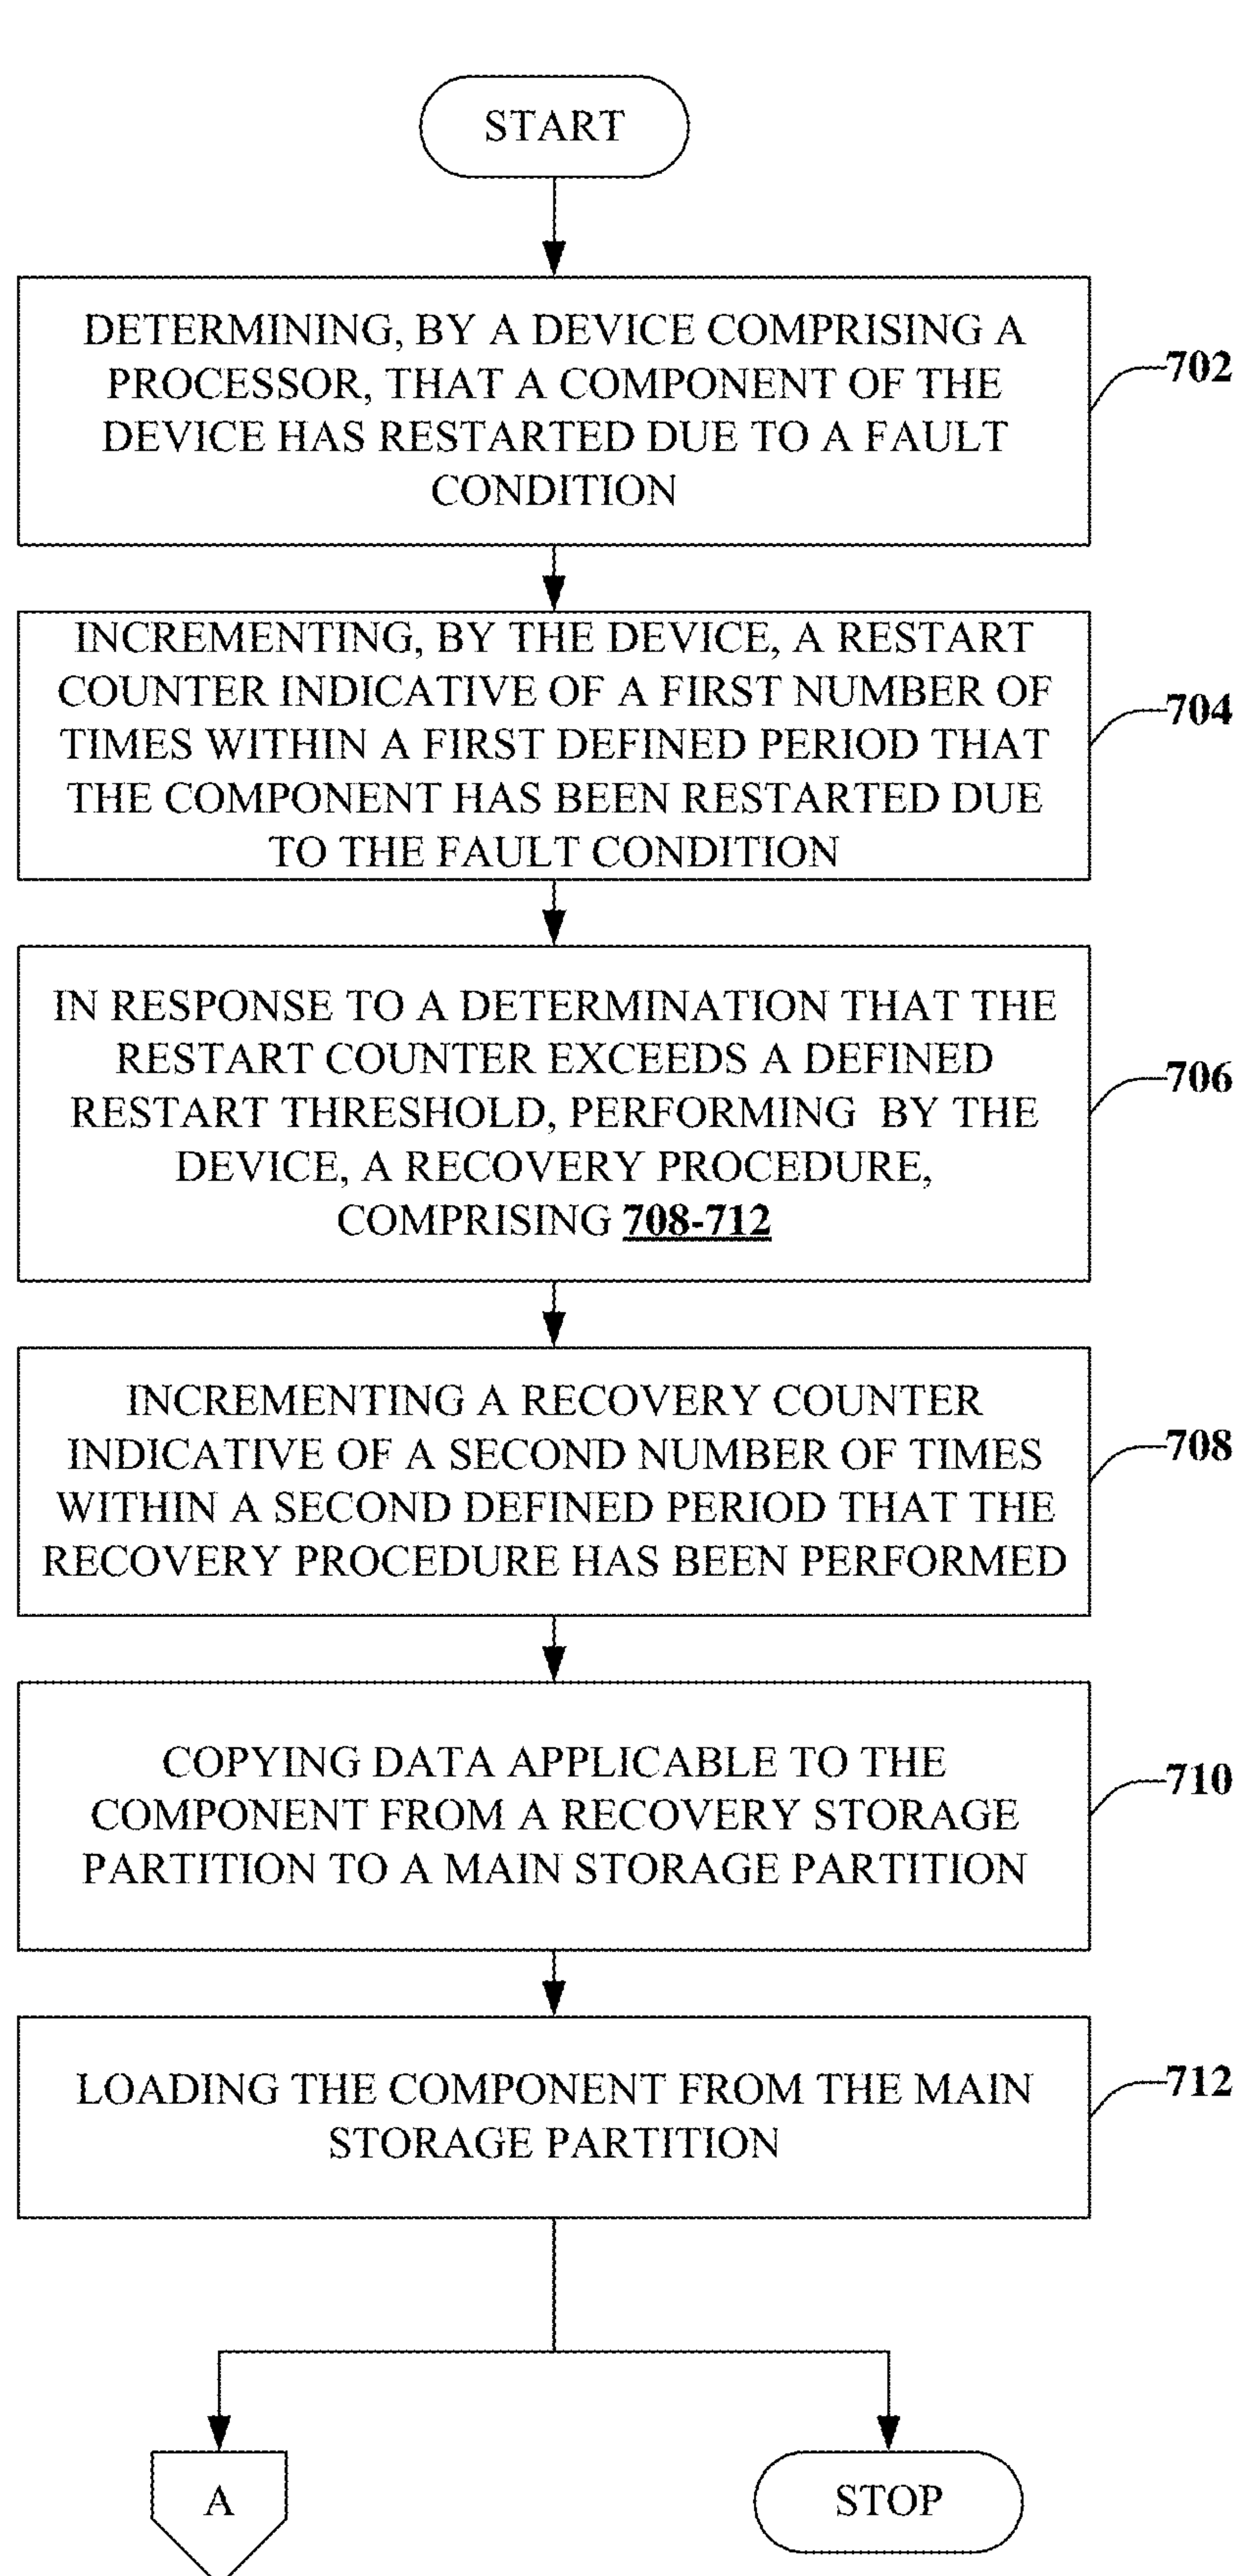 START
DETERMINING, BY A DEVICE COMPRISING A
PROCESSOR, THAT A COMPONENT OF THE
DEVICE HAS RESTARTED DUE TO A FAULT
CONDITION
702
INCREMENTING, BY THE DEVICE, A RESTART
COUNTER INDICATIVE OF A FIRST NUMBER OF
TIMES WITHIN A FIRST DEFINED PERIOD THAT
THE COMPONENT HAS BEEN RESTARTED DUE
TO THE FAULT CONDITION
704
IN RESPONSE TO A DETERMINATION THAT THE
RESTART COUNTER EXCEEDS A DEFINED
RESTART THRESHOLD, PERFORMING BY THE
DEVICE, A RECOVERY PROCEDURE,
COMPRISING 708-712
706
INCREMENTING A RECOVERY COUNTER
INDICATIVE OF A SECOND NUMBER OF TIMES
WITHIN A SECOND DEFINED PERIOD THAT THE
RECOVERY PROCEDURE HAS BEEN PERFORMED
708
COPYING DATA APPLICABLE TO THE
COMPONENT FROM A RECOVERY STORAGE
PARTITION TO A MAIN STORAGE PARTITION
710
LOADING THE COMPONENT FROM THE MAIN
STORAGE PARTITION
712
A
STOP